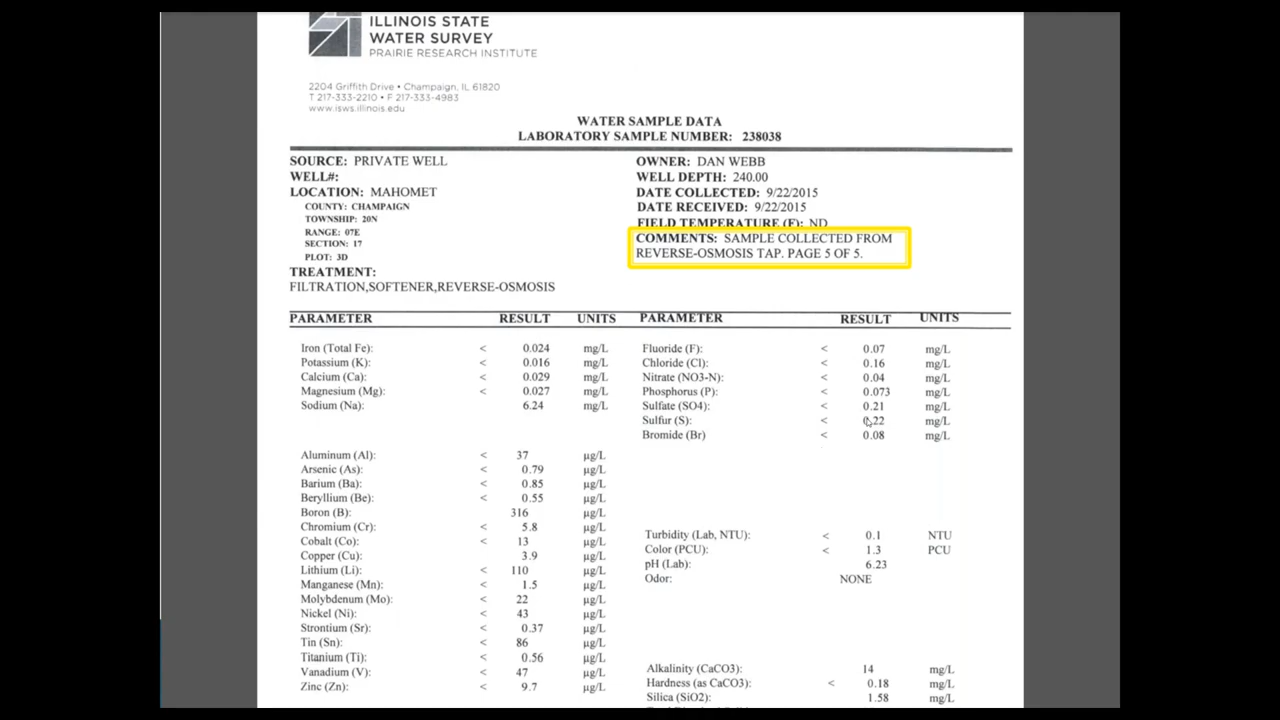 ILLINOIS STATE
WATER SURVEY
PRAIRIE RESEARCH INSTITUTE
2204 Griffith Drive • Champaign, IL 61820
T 217-333-2210 • F 217-333-4983
www.isws.illinois.edu
WATER SAMPLE DATA
LABORATORY SAMPLE NUMBER: 238038
SOURCE: PRIVATE WELL
WELL#:
LOCATION: MAHOMET
COUNTY: CHAMPAIGN
TOWNSHIP: 20N
RANGE: 07E
SECTION: 17
PLOT: 3D
TREATMENT:
FILTRATION,SOFTENER,REVERSE-OSMOSIS
OWNER: DAN WEBB
WELL DEPTH: 240.00
DATE COLLECTED: 9/22/2015
DATE RECEIVED: 9/22/2015
FIELD TEMPERATURE (F): ND
COMMENTS: SAMPLE COLLECTED FROM
REVERSE-OSMOSIS TAP. PAGE 5 OF 5.
PARAMETER RESULT UNITS
Iron (Total Fe): < 0.024 mg/L
Potassium (K): < 0.016 mg/L
Calcium (Ca): < 0.029 mg/L
Magnesium (Mg): < 0.027 mg/L
Sodium (Na): 6.24 mg/L
Aluminum (Al): < 37 µg/L
Arsenic (As): < 0.79 µg/L
Barium (Ba): < 0.85 µg/L
Beryllium (Be): < 0.55 µg/L
Boron (B): 316 µg/L
Chromium (Cr): < 5.8 µg/L
Cobalt (Co): < 13 µg/L
Copper (Cu): 3.9 µg/L
Lithium (Li): < 110 µg/L
Manganese (Mn): < 1.5 µg/L
Molybdenum (Mo): < 22 µg/L
Nickel (Ni): < 43 µg/L
Strontium (Sr): < 0.37 µg/L
Tin (Sn): < 86 µg/L
Titanium (Ti): < 0.56 µg/L
Vanadium (V): < 47 µg/L
Zinc (Zn): < 9.7 µg/L
PARAMETER RESULT UNITS
Fluoride (F): < 0.07 mg/L
Chloride (Cl): < 0.16 mg/L
Nitrate (NO3-N): < 0.04 mg/L
Phosphorus (P): < 0.073 mg/L
Sulfate (SO4): < 0.21 mg/L
Sulfur (S): < 0.22 mg/L
Bromide (Br) < 0.08 mg/L
Turbidity (Lab, NTU): < 0.1 NTU
Color (PCU): < 1.3 PCU
pH (Lab): 6.23
Odor: NONE
Alkalinity (CaCO3): 14 mg/L
Hardness (as CaCO3): < 0.18 mg/L
Silica (SiO2): 1.58 mg/L